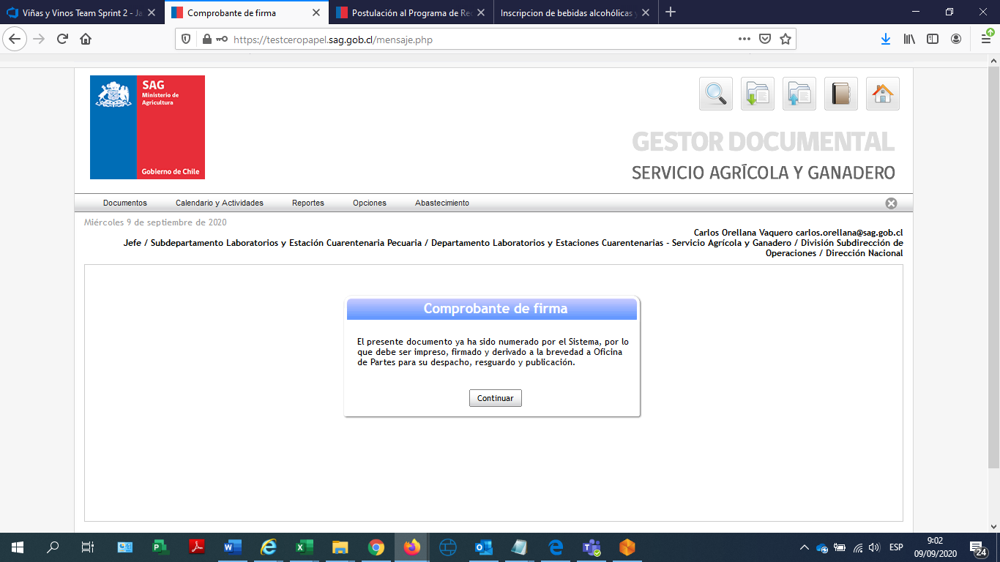 Viñas y Vinos Team Sprint 2 - Ja
Comprobante de firma
Postulación al Programa de Re
Inscripcion de bebidas alcohólicas y
https://testceropapel.sag.gob.cl/mensaje.php
SAG
Ministerio de
Agricultura
Gobierno de Chile
GESTOR DOCUMENTAL
SERVICIO AGRÍCOLA Y GANADERO
Documentos Calendario y Actividades Reportes Opciones Abastecimiento
Miércoles 9 de septiembre de 2020
Carlos Orellana Vaquero carlos.orellana@sag.gob.cl
Jefe / Subdepartamento Laboratorios y Estación Cuarentenaria Pecuaria / Departamento Laboratorios y Estaciones Cuarentenarias - Servicio Agrícola y Ganadero / División Subdirección de
Operaciones / Dirección Nacional
Comprobante de firma
El presente documento ya ha sido numerado por el Sistema, por lo
que debe ser impreso, firmado y derivado a la brevedad a Oficina
de Partes para su despacho, resguardo y publicación.
Continuar
ESP
9:02
09/09/2020
24